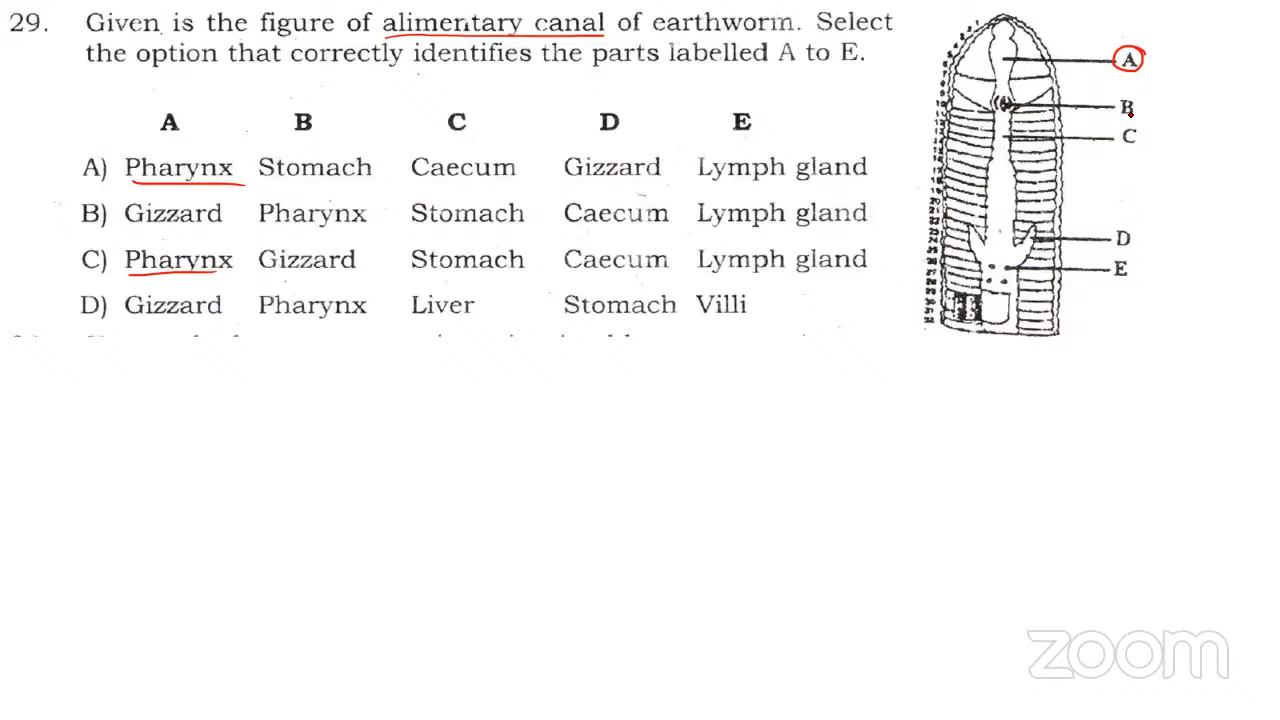 29. Given is the figure of alimentary canal of earthworm. Select
the option that correctly identifies the parts labelled A to E.
A B C D E
A) Pharynx Stomach Caecum Gizzard Lymph gland
B) Gizzard Pharynx Stomach Caecum Lymph gland
C) Pharynx Gizzard Stomach Caecum Lymph gland
D) Gizzard Pharynx Liver Stomach Villi
A
B
C
D
E
zoom